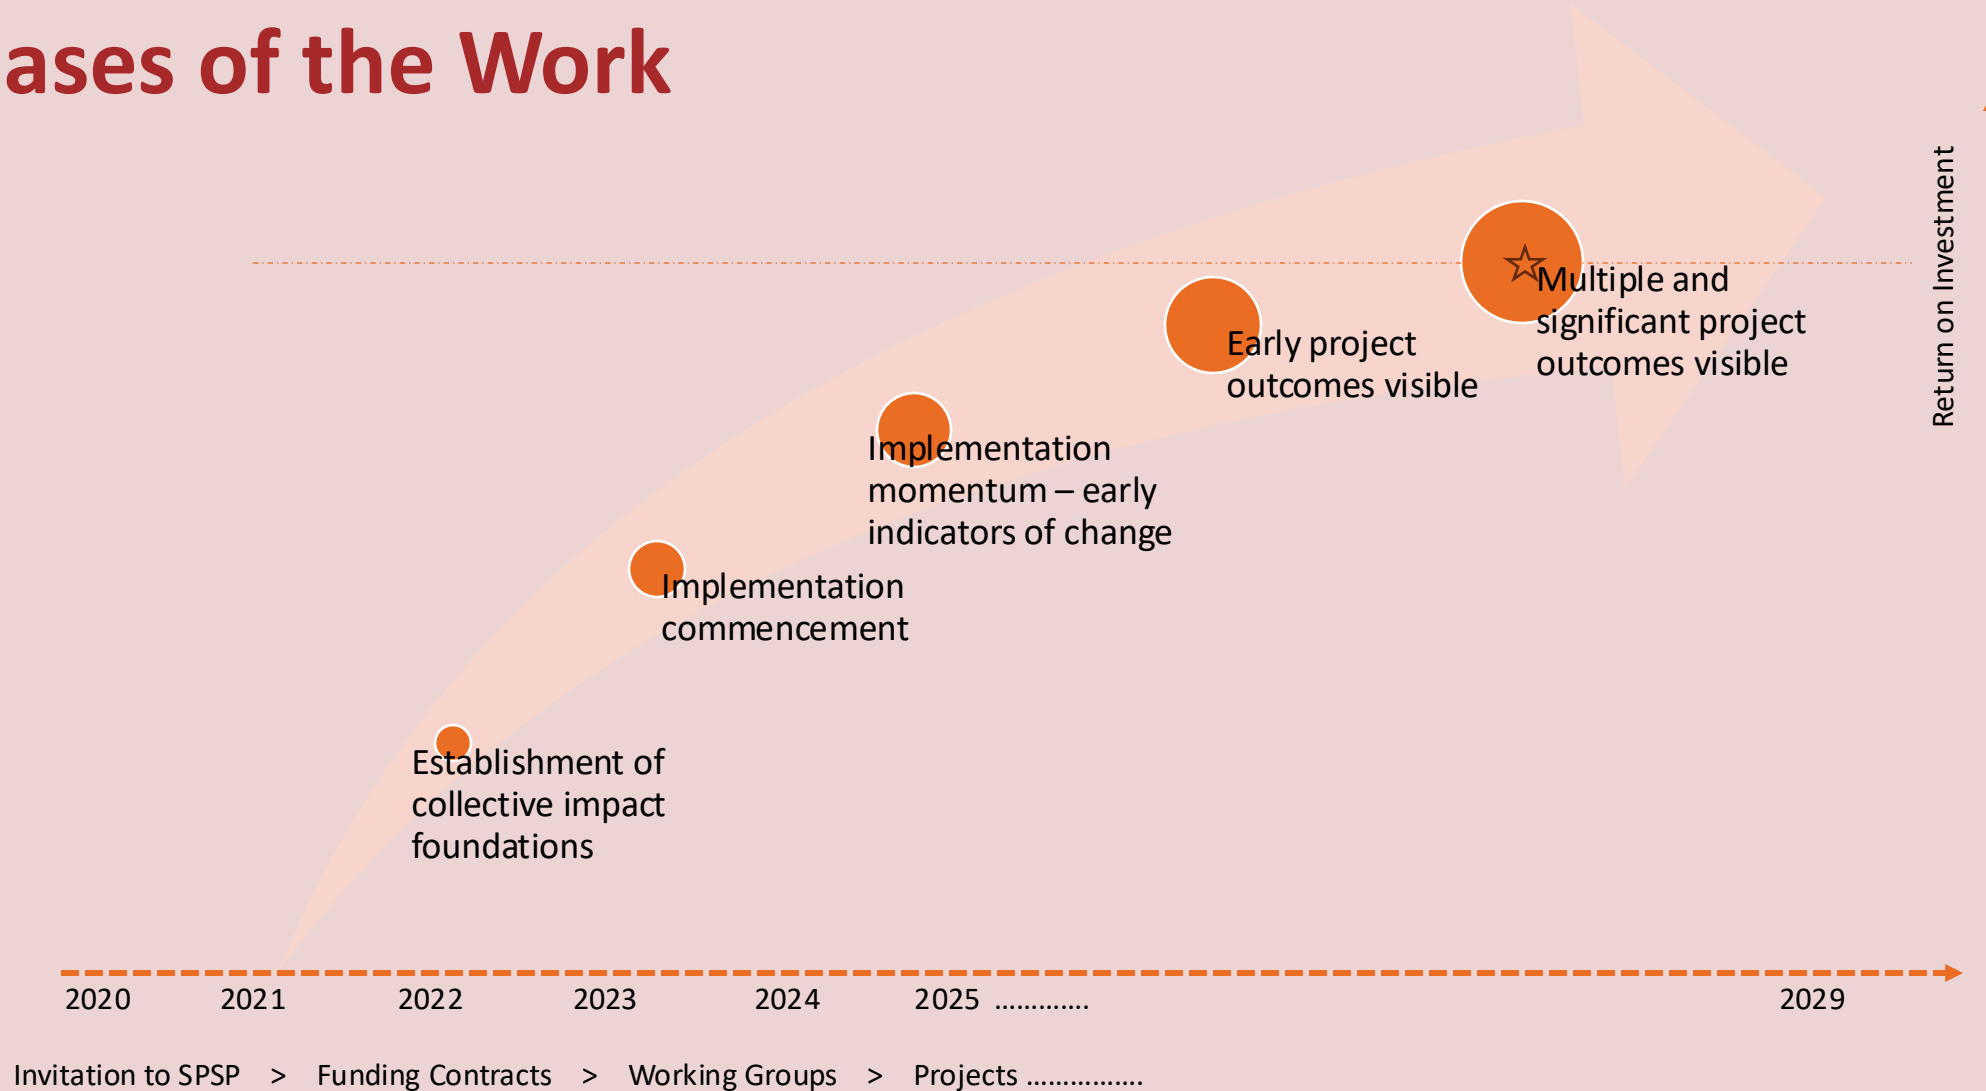 ases of the Work
Return on Investment
Multiple and
significant project
outcomes visible
Early project
outcomes visible
Implementation
momentum – early
indicators of change
Implementation
commencement
Establishment of
collective impact
foundations
2020 2021 2022 2023 2024 2025 ............. 2029
Invitation to SPSP > Funding Contracts > Working Groups > Projects ................